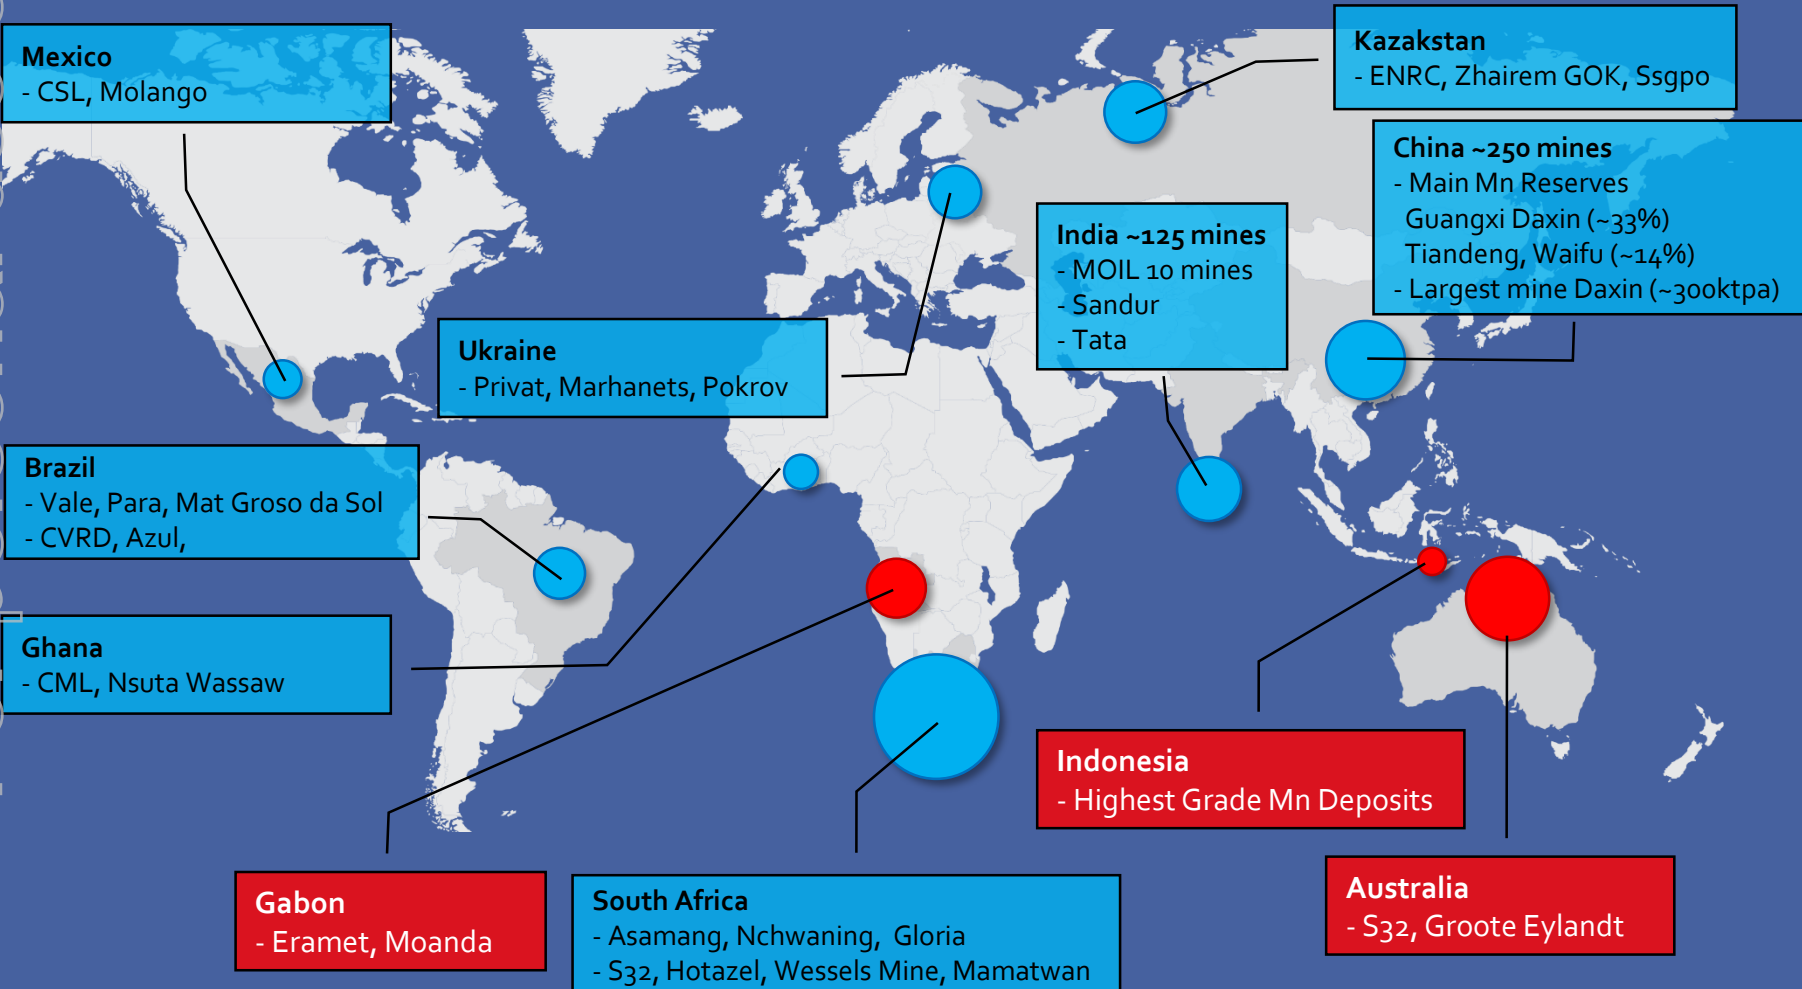 Mexico
- CSL, Molango
Kazakstan
- ENRC, Zhairem GOK, Ssgpo
China ~250 mines
- Main Mn Reserves
Guangxi Daxin (~33%)
Tiandeng, Waifu (~14%)
- Largest mine Daxin (~300ktpa)
India ~125 mines
- MOIL 10 mines
- Sandur
- Tata
Ukraine
- Privat, Marhanets, Pokrov
Brazil
- Vale, Para, Mat Groso da Sol
- CVRD, Azul,
Ghana
- CML, Nsuta Wassaw
Indonesia
- Highest Grade Mn Deposits
Gabon
- Eramet, Moanda
South Africa
- Asamang, Nchwaning, Gloria
- S32, Hotazel, Wessels Mine, Mamatwan
Australia
- S32, Groote Eylandt